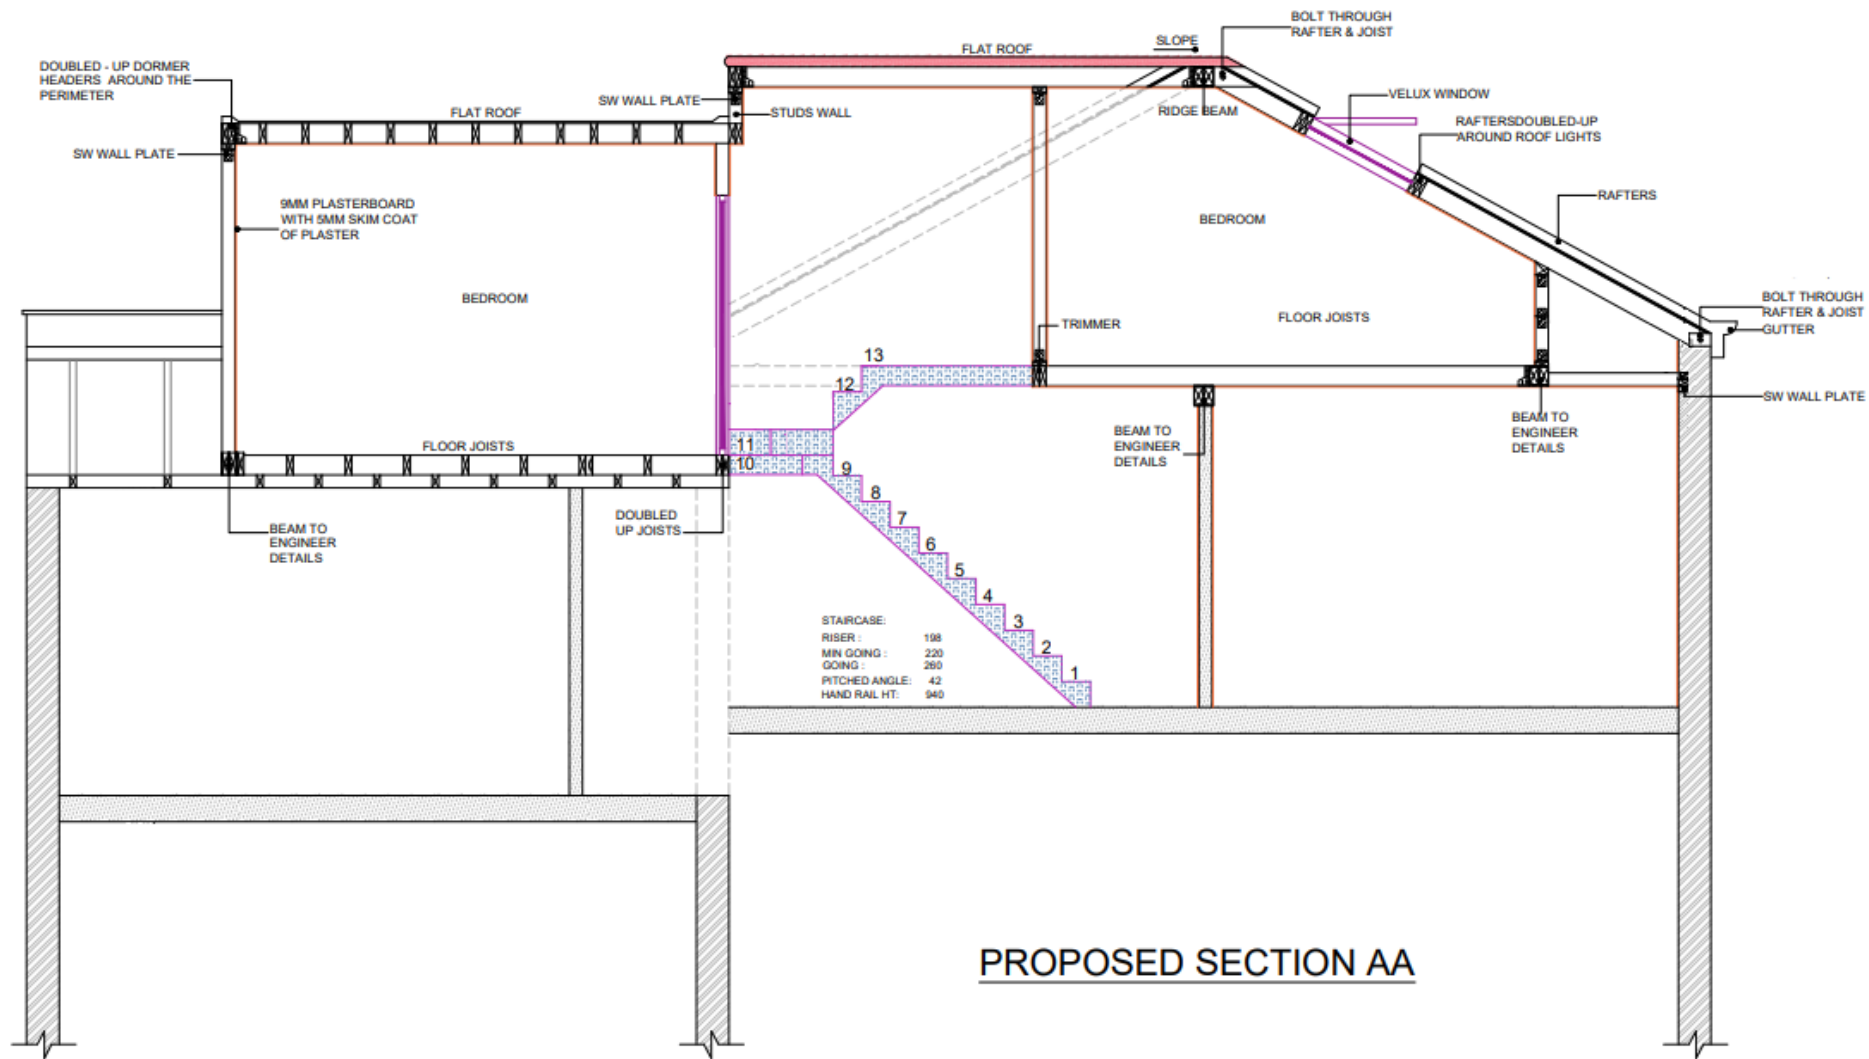 BOLT THROUGH
RAFTER & JOIST
SLOPE
FLAT ROOF
DOUBLED - UP DORMER
HEADERS AROUND THE
PERIMETER
VELUX WINDOW
SW WALL PLATE
STUDS WALL
FLAT ROOF
RIDGE BEAM
RAFTERSDOUBLED-UP
AROUND ROOF LIGHTS
SW WALL PLATE
RAFTERS
9MM PLASTERBOARD
WITH 5MM SKIM COAT
OF PLASTER
BEDROOM
BEDROOM
BOLT THROUGH
RAFTER & JOIST
GUTTER
FLOOR JOISTS
TRIMMER
13
12
SW WALL PLATE
BEAM TO
ENGINEER
DETAILS
BEAM TO
ENGINEER
DETAILS
FLOOR JOISTS
11
10
9
8
7
6
5
4
3
2
1
DOUBLED
UP JOISTS
BEAM TO
ENGINEER
DETAILS
STAIRCASE:
RISER : 198
MIN GOING : 220
GOING : 260
PITCHED ANGLE: 42
HAND RAIL HT: 940
PROPOSED SECTION AA